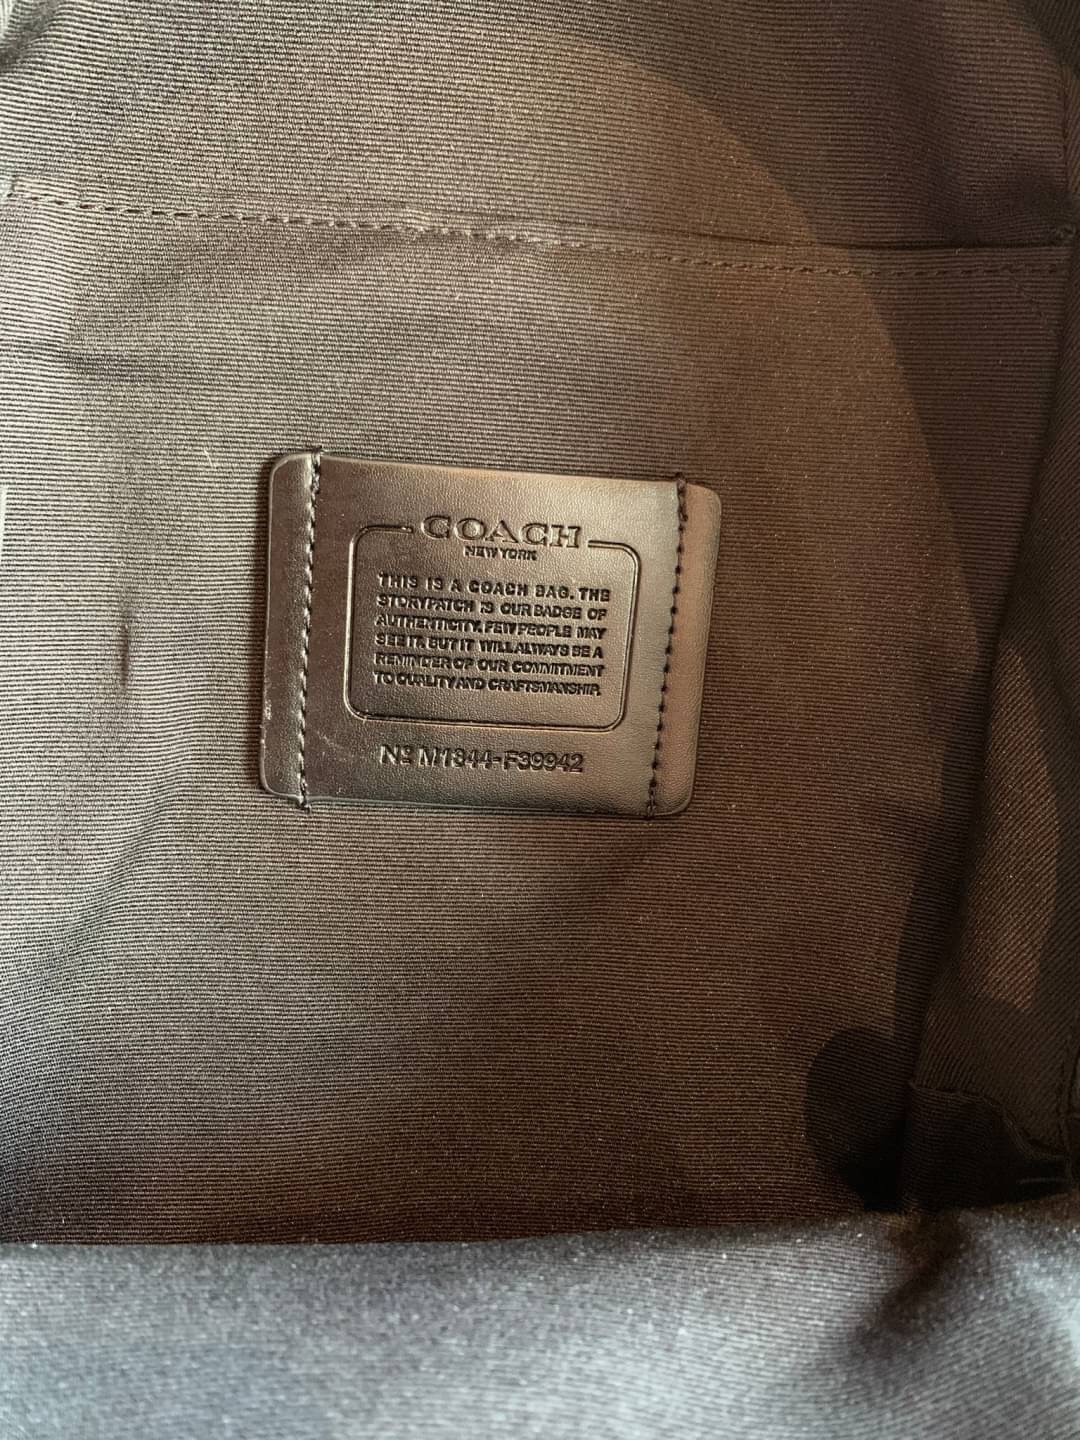 COACH
NEW YORK
THIS IS A COACH BAG. THE
STORYPATCH IS OUR BADGE OF
AUTHENTICITY. FEW PEOPLE MAY
SEE IT. BUT IT WILL ALWAYS BE A
REMINDER OF OUR COMMITMENT
TO QUALITY AND CRAFTSMANSHIP.
Nº M1844-F39942